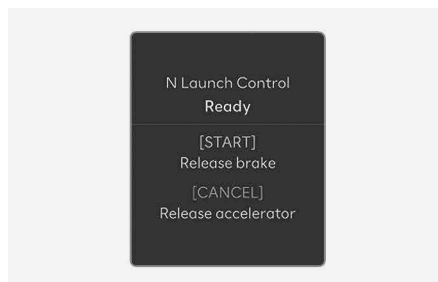 N Launch Control
Ready
[START]
Release brake
[CANCEL]
Release accelerator